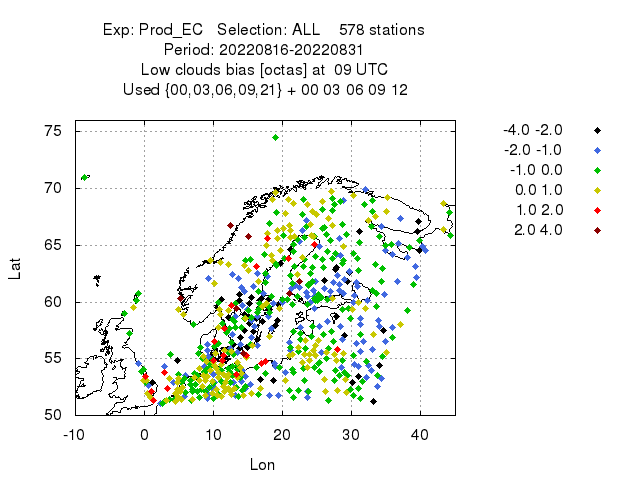 Exp: Prod_EC   Selection: ALL    578 stations
Period: 20220816-20220831
Low clouds bias [octas] at  09 UTC
Used {00,03,06,09,21} + 00 03 06 09 12
75
70
65
60
55
50
-10 0 10 20 30 40
Lat
Lon
-4.0 -2.0
-2.0 -1.0
-1.0 0.0
0.0 1.0
1.0 2.0
2.0 4.0